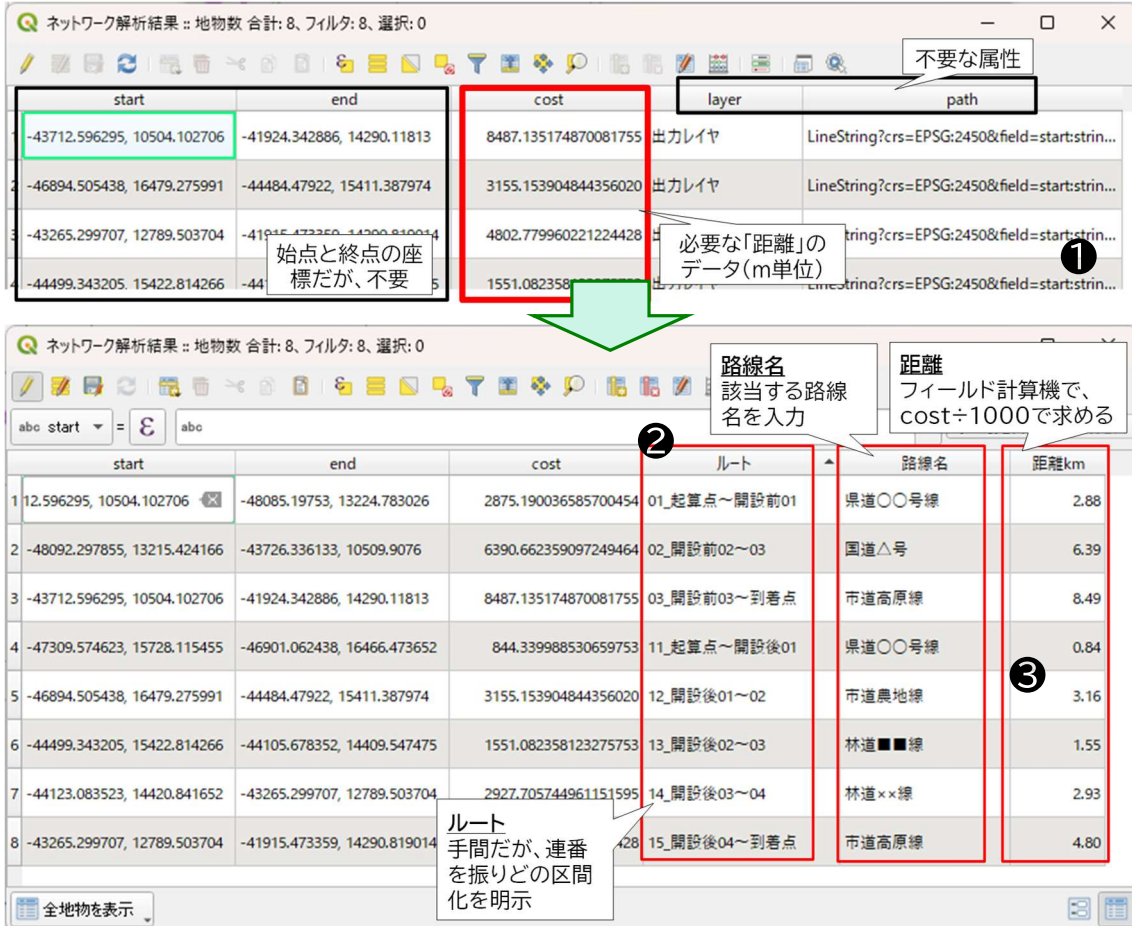 ネットワーク解析結果 :: 地物数 合計: 8、フィルタ: 8、選択: 0
不要な属性
start end cost layer path
1 -43712.596295, 10504.102706 -41924.342886, 14290.11813 8487.135174870081755 出力レイヤ LineString?crs=EPSG:2450&field=start:strin...
2 -46894.505438, 16479.275991 -44484.47922, 15411.387974 3155.153904844356020 出力レイヤ LineString?crs=EPSG:2450&field=start:strin...
3 -43265.299707, 12789.503704 4802.779960221224428 tring?crs=EPSG:2450&field=start:strin...
始点と終点の座
標だが、不要
必要な「距離」の
データ(m単位)
❶
4 -44499.343205, 15422.814266 LineString?crs=EPSG:2450&field=start:strin...
ネットワーク解析結果 :: 地物数 合計: 8、フィルタ: 8、選択: 0
路線名
該当する路線
名を入力
距離
フィールド計算機で、
cost÷1000で求める
abc start = ε abc
❷
start end cost ルート 路線名 距離km
1 12.596295, 10504.102706 -48085.19753, 13224.783026 2875.190036585700454 01_起算点～開設前01 県道〇〇号線 2.88
2 -48092.297855, 13215.424166 -43726.336133, 10509.9076 6390.662359097249464 02_開設前02～03 国道△号 6.39
3 -43712.596295, 10504.102706 -41924.342886, 14290.11813 8487.135174870081755 03_開設前03～到着点 市道高原線 8.49
4 -47309.574623, 15728.115455 -46901.062438, 16466.473652 844.339988530659753 11_起算点～開設後01 県道〇〇号線 0.84
5 -46894.505438, 16479.275991 -44484.47922, 15411.387974 3155.153904844356020 12_開設後01～02 市道農地線 3.16
❸
6 -44499.343205, 15422.814266 -44105.678352, 14409.547475 1551.082358123275753 13_開設後02～03 林道■■線 1.55
7 -44123.083523, 14420.841652 -43265.299707, 12789.503704 2927.705744961151595 14_開設後03～04 林道××線 2.93
8 -43265.299707, 12789.503704 -41915.473359, 14290.819014 428 15_開設後04～到着点 市道高原線 4.80
ルート
手間だが、連番
を振りどの区間
化を明示
全地物を表示